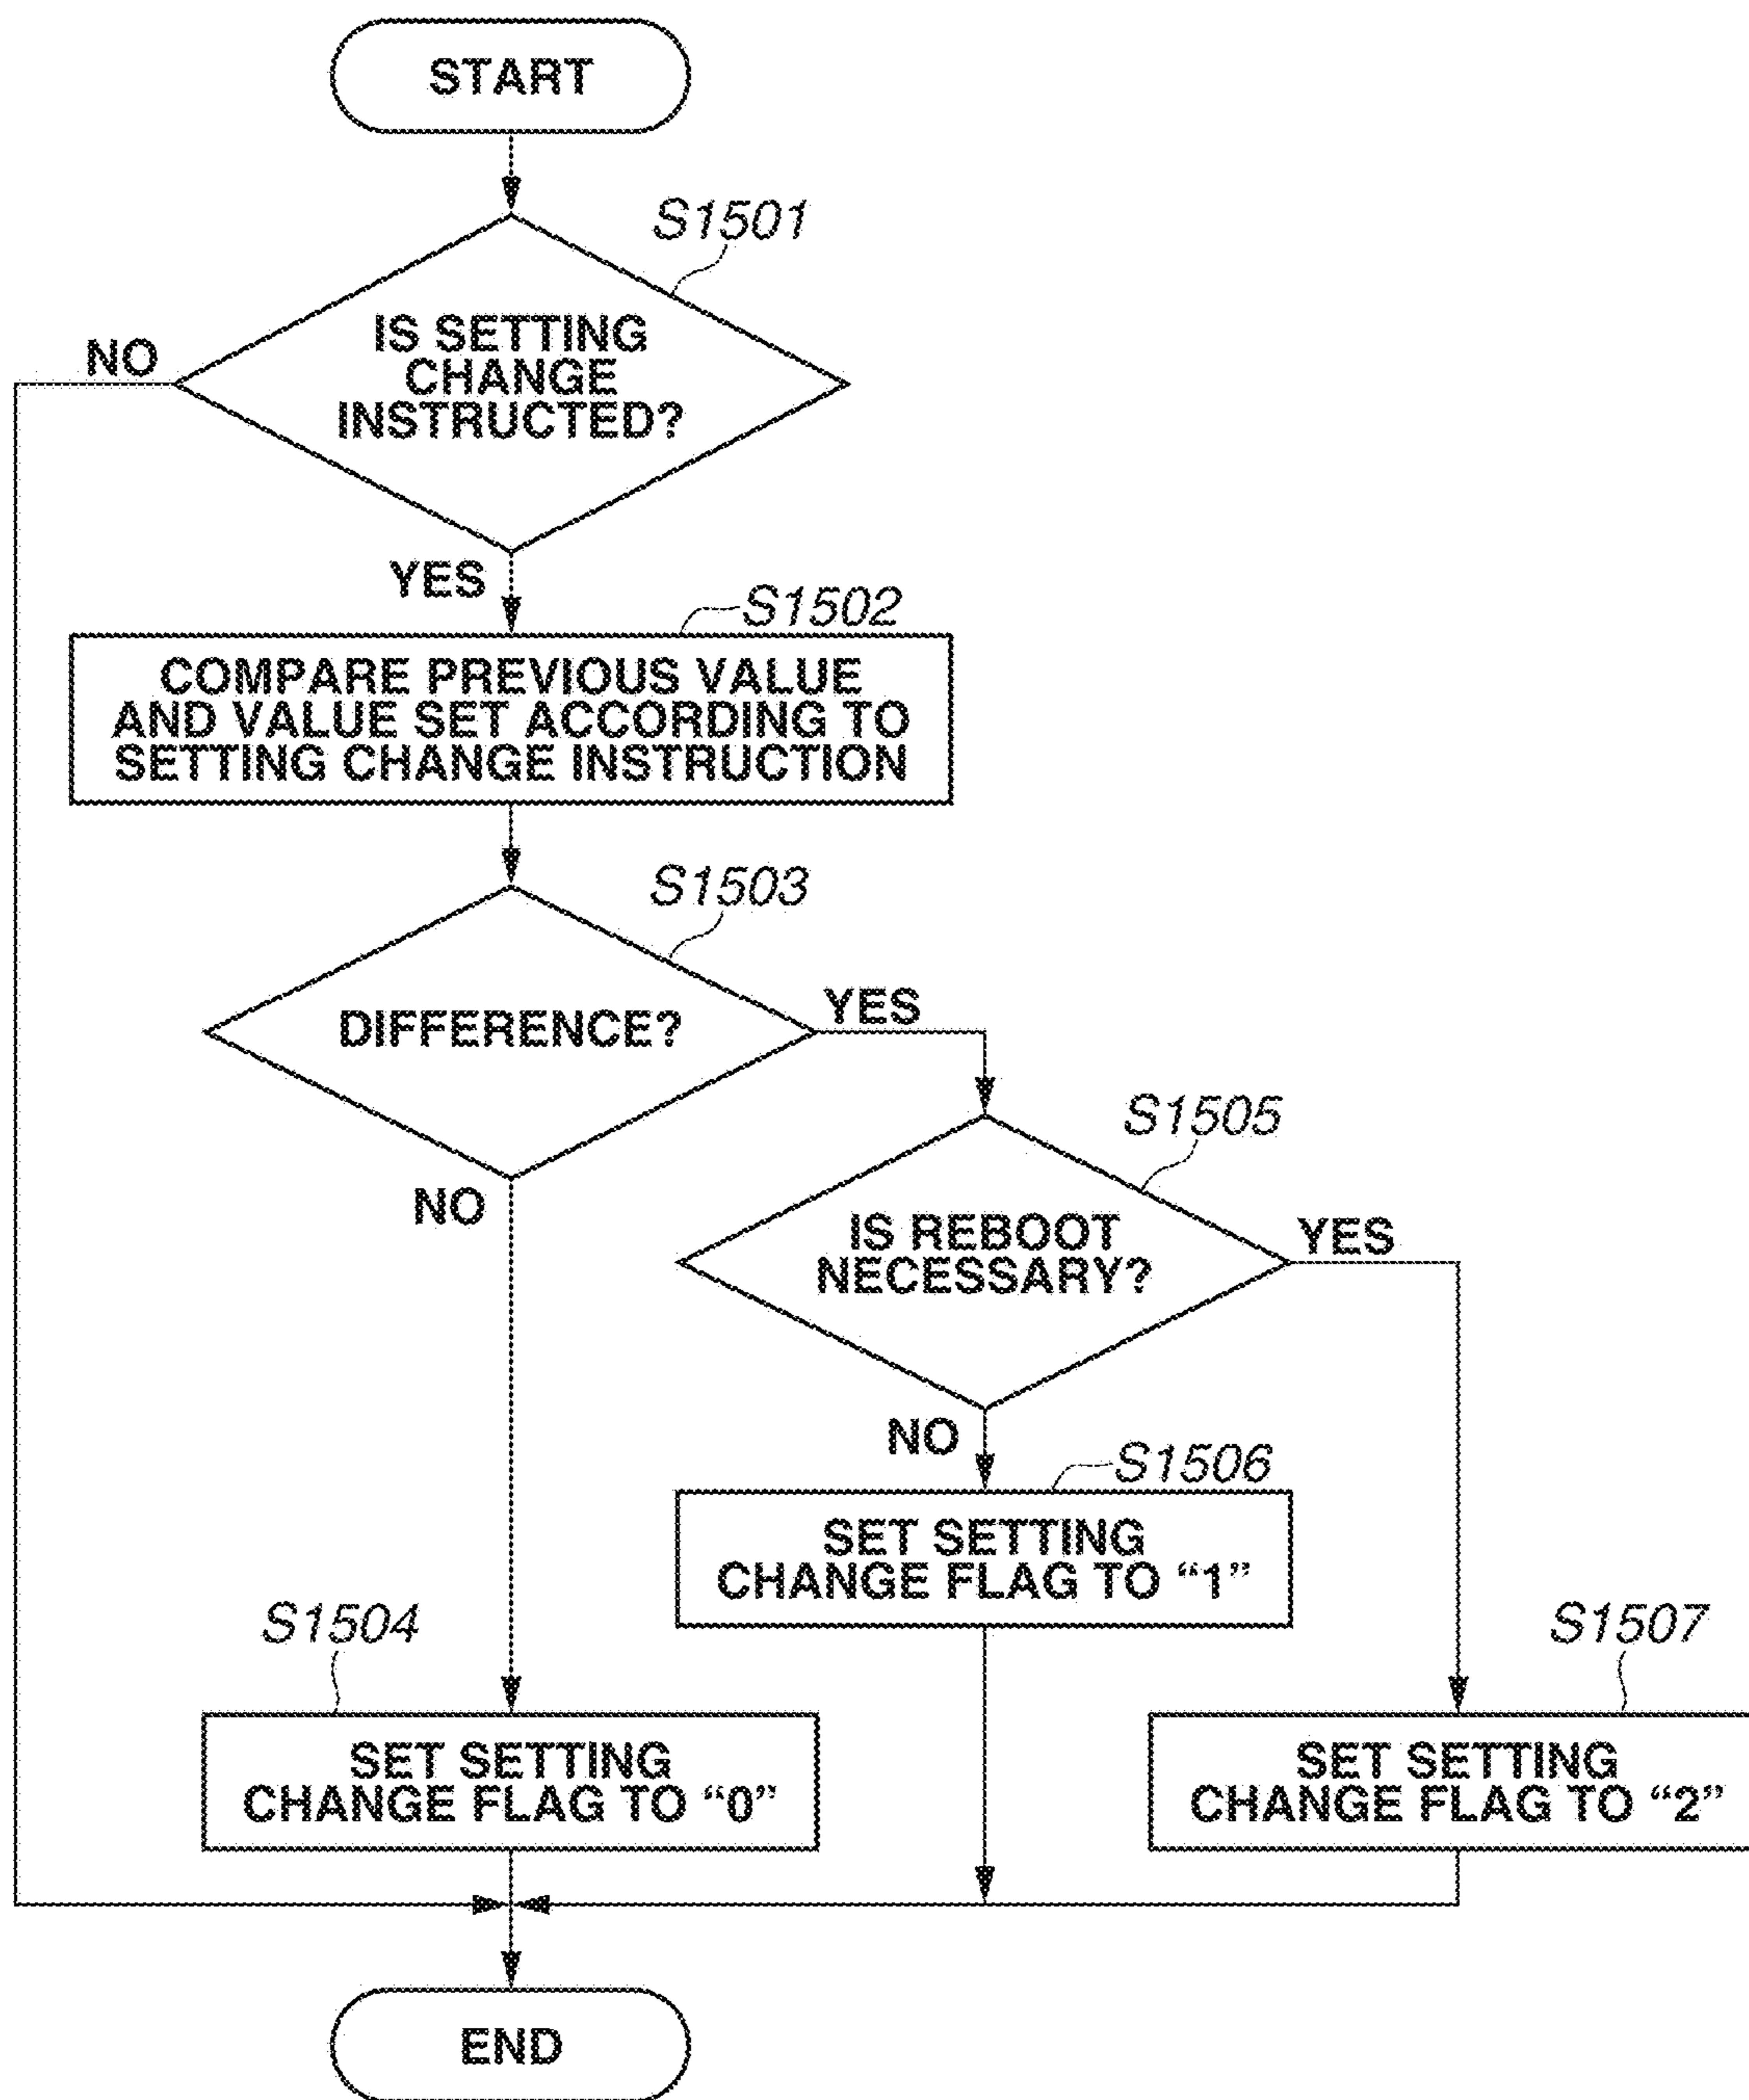 START
S1501
IS SETTING
CHANGE
INSTRUCTED?
NO
YES
S1502
COMPARE PREVIOUS VALUE
AND VALUE SET ACCORDING TO
SETTING CHANGE INSTRUCTION
S1503
DIFFERENCE?
YES
NO
S1505
IS REBOOT
NECESSARY?
YES
NO
S1506
SET SETTING
CHANGE FLAG TO “1”
S1504
SET SETTING
CHANGE FLAG TO “0”
S1507
SET SETTING
CHANGE FLAG TO “2”
END